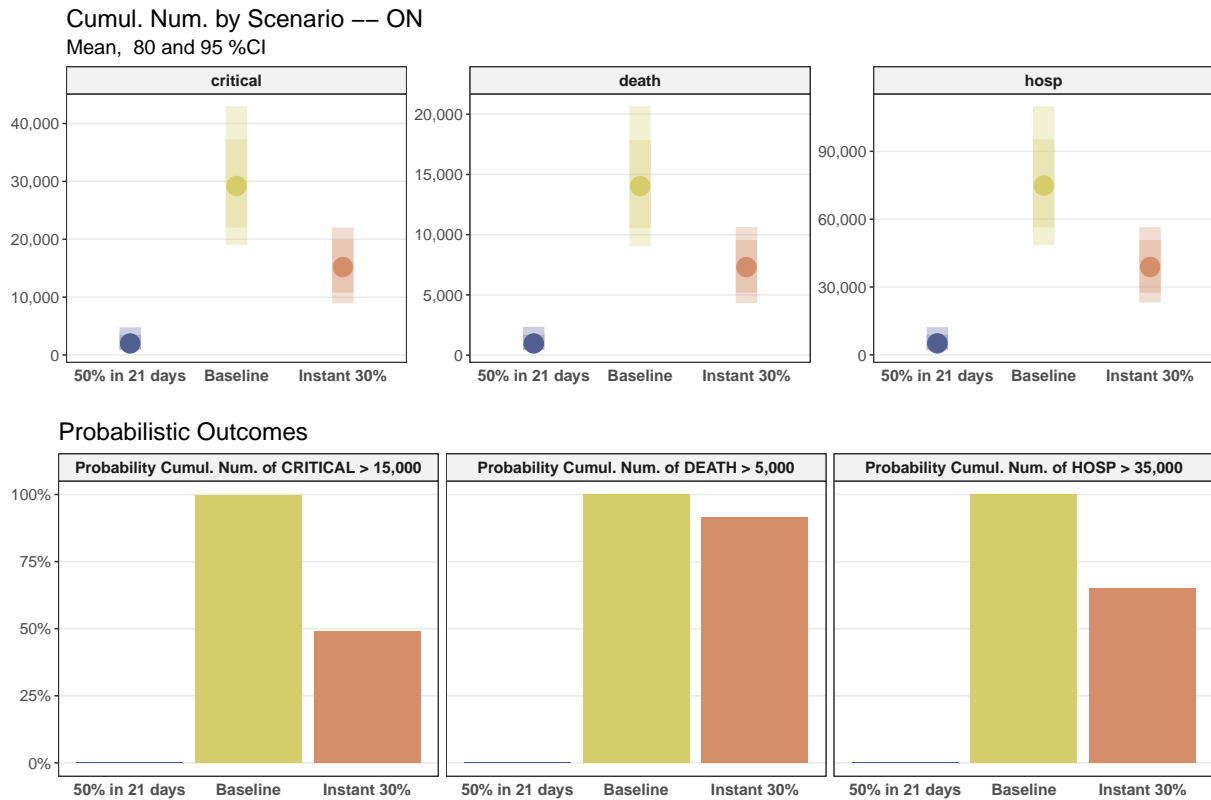 Cumul. Num. by Scenario −− ON
Mean,  80 and 95 %CI
critical
death
hosp
40,000
30,000
20,000
10,000
0
20,000
15,000
10,000
5,000
0
90,000
60,000
30,000
0
50% in 21 days Baseline Instant 30%
50% in 21 days Baseline Instant 30%
50% in 21 days Baseline Instant 30%
Probabilistic Outcomes
Probability Cumul. Num. of CRITICAL > 15,000
Probability Cumul. Num. of DEATH > 5,000
Probability Cumul. Num. of HOSP > 35,000
100%
75%
50%
25%
0%
50% in 21 days Baseline Instant 30%
50% in 21 days Baseline Instant 30%
50% in 21 days Baseline Instant 30%